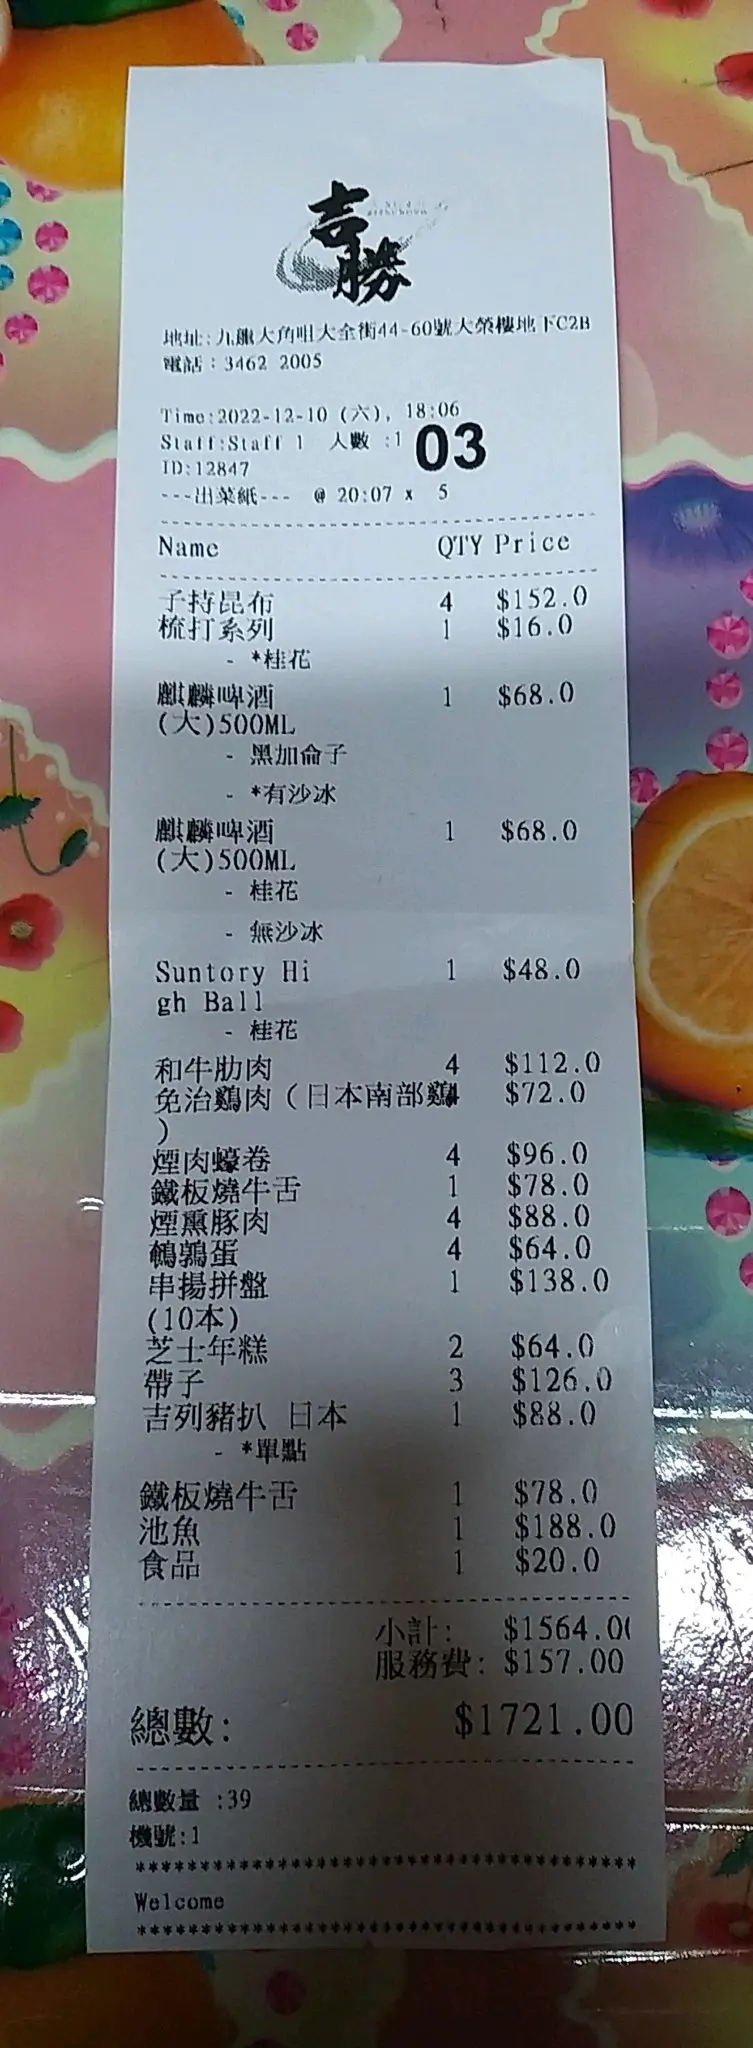 吉勝
地址:九龍大角咀大全街44-60號大榮樓地下C2B
電話：3462 2005
Time:2022-12-10 (六), 18:06
Staff:Staff 1 人數 :1 03
ID:12847
---出菜紙--- @ 20:07 x 5
Name QTY Price
子持昆布 4 $152.0
梳打系列 1 $16.0
- *桂花
麒麟啤酒 1 $68.0
(大)500ML
- 黑加侖子
- *有沙冰
麒麟啤酒 1 $68.0
(大)500ML
- 桂花
- 無沙冰
Suntory Hi 1 $48.0
gh Ball
- 桂花
和牛肋肉 4 $112.0
免治鷄肉（日本南部鷄 4 $72.0
）
煙肉蠔卷 4 $96.0
鐵板燒牛舌 1 $78.0
煙熏豚肉 4 $88.0
鵪鶉蛋 4 $64.0
串揚拼盤 1 $138.0
(10本)
芝士年糕 2 $64.0
帶子 3 $126.0
吉列豬扒 日本 1 $88.0
- *單點
鐵板燒牛舌 1 $78.0
池魚 1 $188.0
食品 1 $20.0
小計: $1564.0
服務費: $157.00
總數: $1721.00
總數量 :39
機號:1
****************************************
Welcome
****************************************